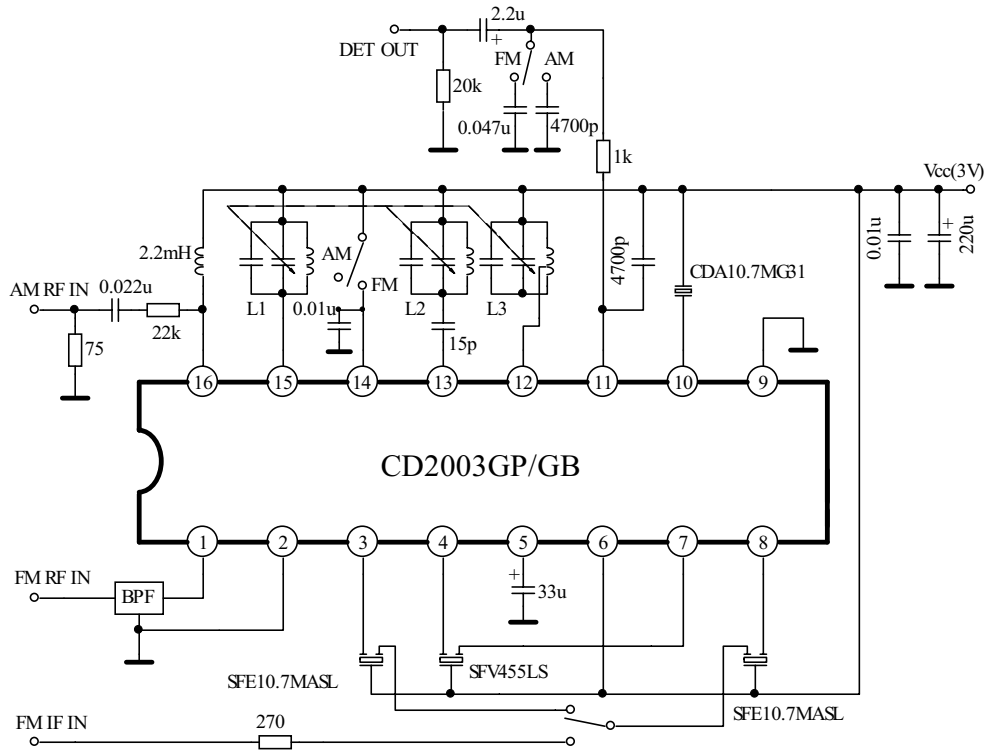 2.2u
+
DET OUT
FM
AM
20k
0.047u
4700p
1k
Vcc(3V)
2.2mH
AM
FM
4700p
0.01u
+
220u
CDA10.7MG31
AM RF IN
0.022u
22k
L1
0.01u
L2
L3
75
15p
16
15
14
13
12
11
10
9
CD2003GP/GB
1
2
3
4
5
6
7
8
FM RF IN
BPF
+
33u
SFE10.7MASL
SFV455LS
SFE10.7MASL
FM IF IN
270